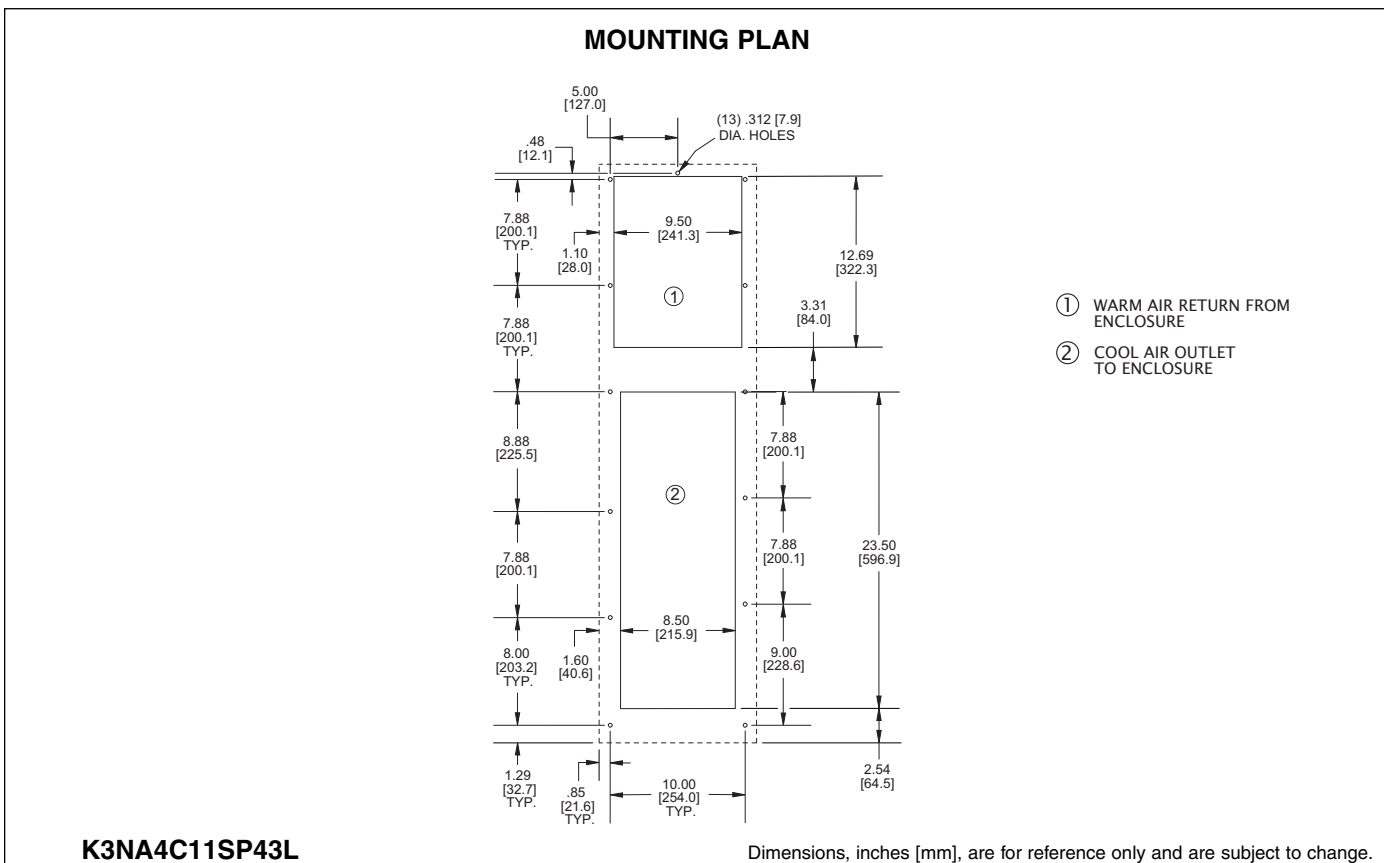 MOUNTING PLAN
5.00
[127.0]
(13) .312 [7.9]
DIA. HOLES
.48
[12.1]
7.88
[200.1]
TYP.
9.50
[241.3]
1.10
[28.0]
12.69
[322.3]
1
3.31
[84.0]
1 WARM AIR RETURN FROM
ENCLOSURE
2 COOL AIR OUTLET
TO ENCLOSURE
7.88
[200.1]
TYP.
8.88
[225.5]
7.88
[200.1]
2
7.88
[200.1]
7.88
[200.1]
23.50
[596.9]
8.50
[215.9]
8.00
[203.2]
TYP.
1.60
[40.6]
9.00
[228.6]
1.29
[32.7]
TYP.
.85
[21.6]
TYP.
10.00
[254.0]
TYP.
2.54
[64.5]
K3NA4C11SP43L
Dimensions, inches [mm], are for reference only and are subject to change.